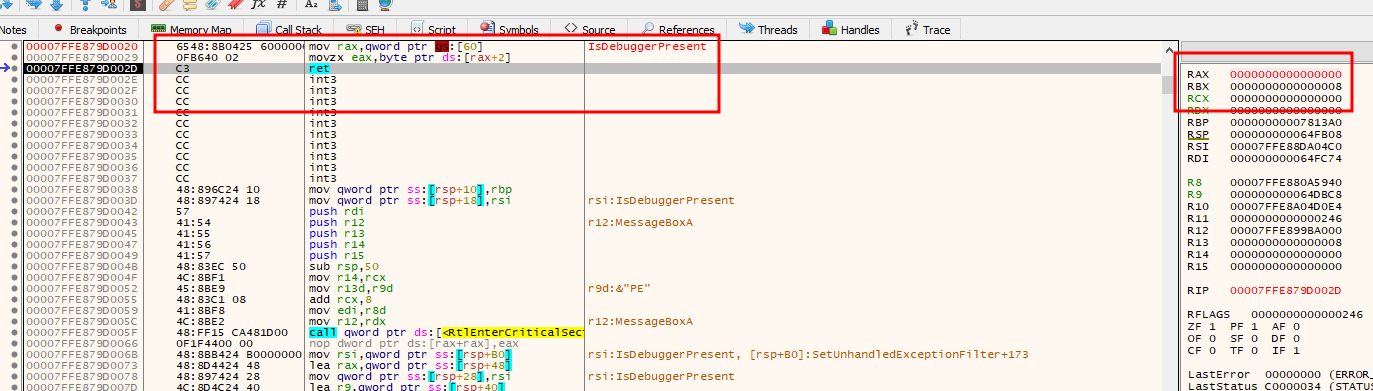 Notes Breakpoints Memory Map Call Stack SEH Script Symbols Source References Threads Handles Trace
00007FFE879D0020 6548:8B0425 6000000 mov rax,qword ptr gs:[60] IsDebuggerPresent
00007FFE879D0029 0FB640 02 movzx eax,byte ptr ds:[rax+2]
00007FFE879D002D C3 ret
00007FFE879D002E CC int3
00007FFE879D002F CC int3
00007FFE879D0030 CC int3
00007FFE879D0031 CC int3
00007FFE879D0032 CC int3
00007FFE879D0033 CC int3
00007FFE879D0034 CC int3
00007FFE879D0035 CC int3
00007FFE879D0036 CC int3
00007FFE879D0037 CC int3
00007FFE879D0038 48:896C24 10 mov qword ptr ss:[rsp+10],rbp
00007FFE879D003D 48:897424 18 mov qword ptr ss:[rsp+18],rsi rsi:IsDebuggerPresent
00007FFE879D0042 57 push rdi
00007FFE879D0043 41:54 push r12 r12:MessageBoxA
00007FFE879D0045 41:55 push r13
00007FFE879D0047 41:56 push r14
00007FFE879D0049 41:57 push r15
00007FFE879D004B 48:83EC 50 sub rsp,50
00007FFE879D004F 4C:8BF1 mov r14,rcx
00007FFE879D0052 45:8BE9 mov r13d,r9d r9d:&"PE"
00007FFE879D0055 48:83C1 08 add rcx,8
00007FFE879D0059 41:8BF8 mov edi,r8d
00007FFE879D005C 4C:8BE2 mov r12,rdx r12:MessageBoxA
00007FFE879D005F 48:FF15 CA481D00 call qword ptr ds:[<RtlEnterCriticalSec
00007FFE879D0066 0F1F4400 00 nop dword ptr ds:[rax+rax],eax
00007FFE879D006B 48:8BB424 B0000000 mov rsi,qword ptr ss:[rsp+B0] rsi:IsDebuggerPresent, [rsp+B0]:SetUnhandledExceptionFilter+173
00007FFE879D0073 48:8D4424 48 lea rax,qword ptr ss:[rsp+48]
00007FFE879D0078 48:897424 28 mov qword ptr ss:[rsp+28],rsi rsi:IsDebuggerPresent
00007FFE879D007D 4C:8D4C24 40 lea r9,qword ptr ss:[rsp+40]
RAX 0000000000000000
RBX 0000000000000008
RCX 0000000000000000
RDX 0000000000000000
RBP 00000000007813A0
RSP 000000000064FB08
RSI 00007FFE88DA04C0
RDI 000000000064FC74
R8 00007FFE880A5940
R9 000000000064DBC8
R10 00007FFE8A04D0E4
R11 0000000000000246
R12 00007FFE899BA000
R13 0000000000000008
R14 0000000000000000
R15 0000000000000000
RIP 00007FFE879D002D
RFLAGS 0000000000000246
ZF 1 PF 1 AF 0
OF 0 SF 0 DF 0
CF 0 TF 0 IF 1
LastError 00000000 (ERROR_
LastStatus C0000034 (STATUS